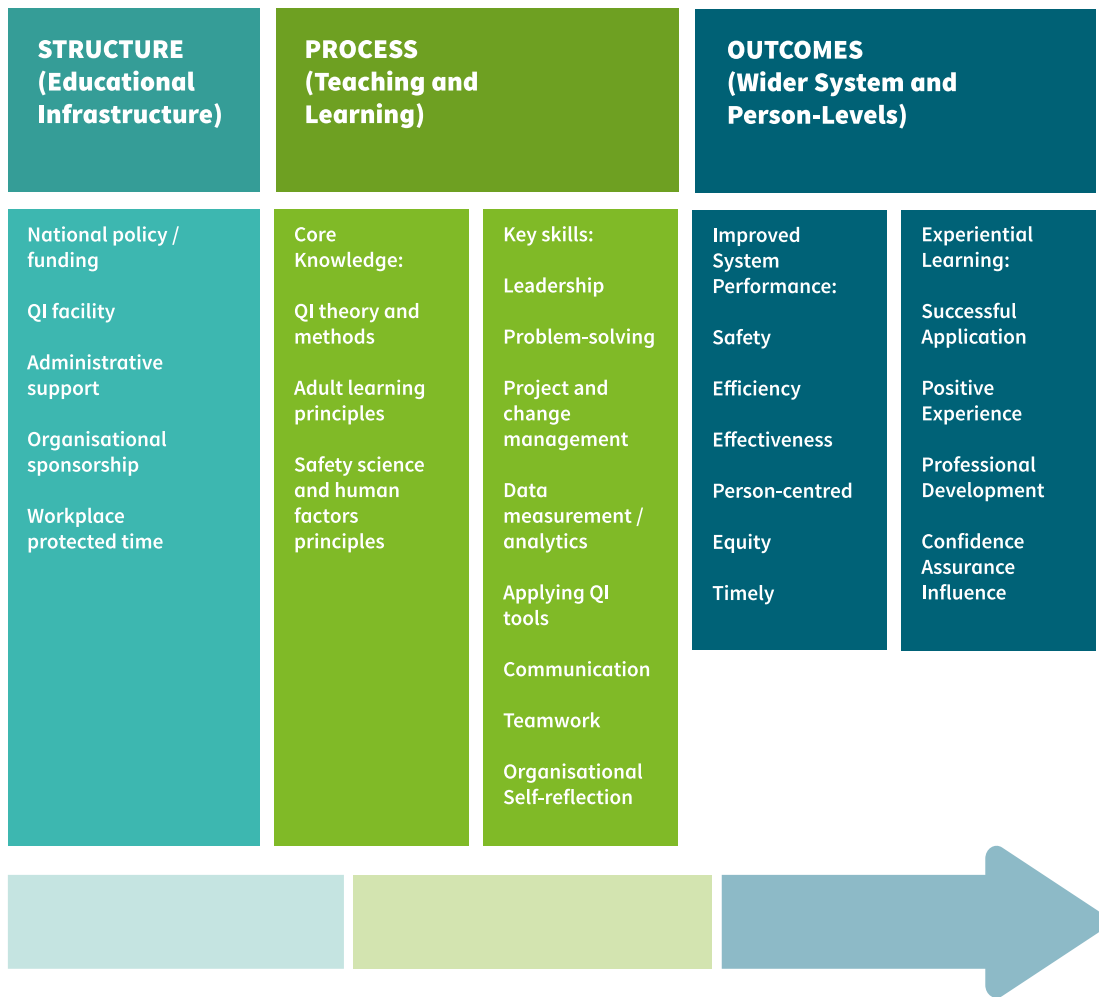 STRUCTURE
(Educational
Infrastructure)
National policy /
funding
QI facility
Administrative
support
Organisational
sponsorship
Workplace
protected time
PROCESS
(Teaching and
Learning)
Core
Knowledge:
QI theory and
methods
Adult learning
principles
Safety science
and human
factors
principles
Key skills:
Leadership
Problem-solving
Project and
change
management
Data
measurement /
analytics
Applying QI
tools
Communication
Teamwork
Organisational
Self-reflection
OUTCOMES
(Wider System and
Person-Levels)
Improved
System
Performance:
Safety
Efficiency
Effectiveness
Person-centred
Equity
Timely
Experiential
Learning:
Successful
Application
Positive
Experience
Professional
Development
Confidence
Assurance
Influence